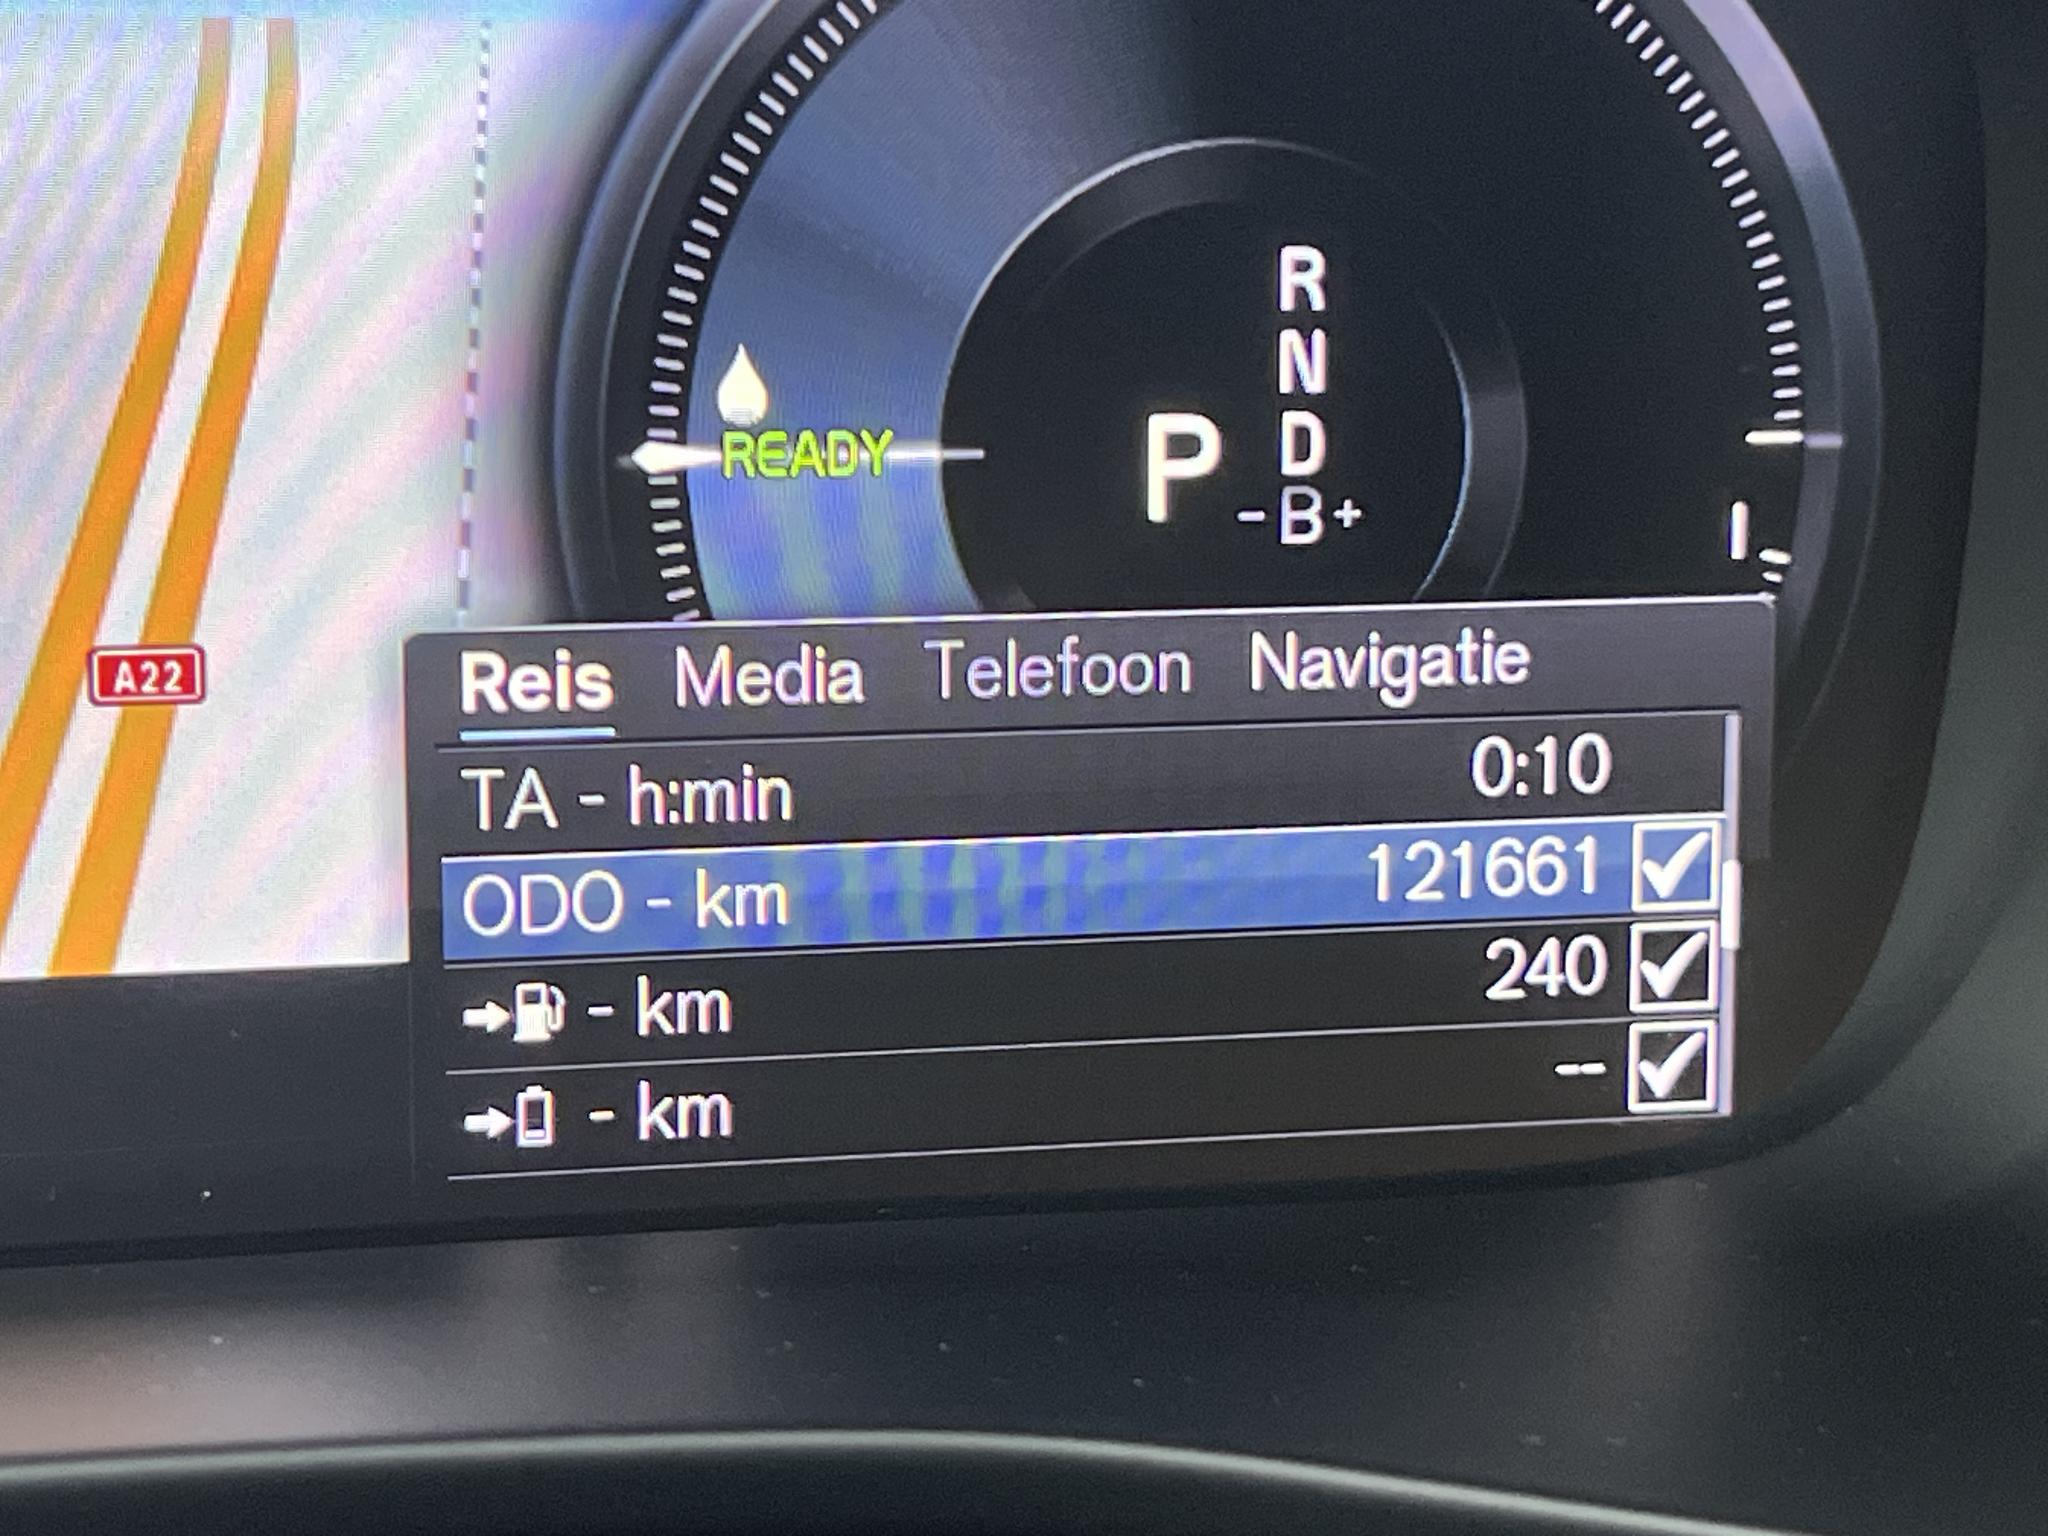 R
N
D
P
-B+
READY
A22
Reis Media Telefoon Navigatie
TA - h:min 0:10
ODO - km 121661
- km 240
- km --